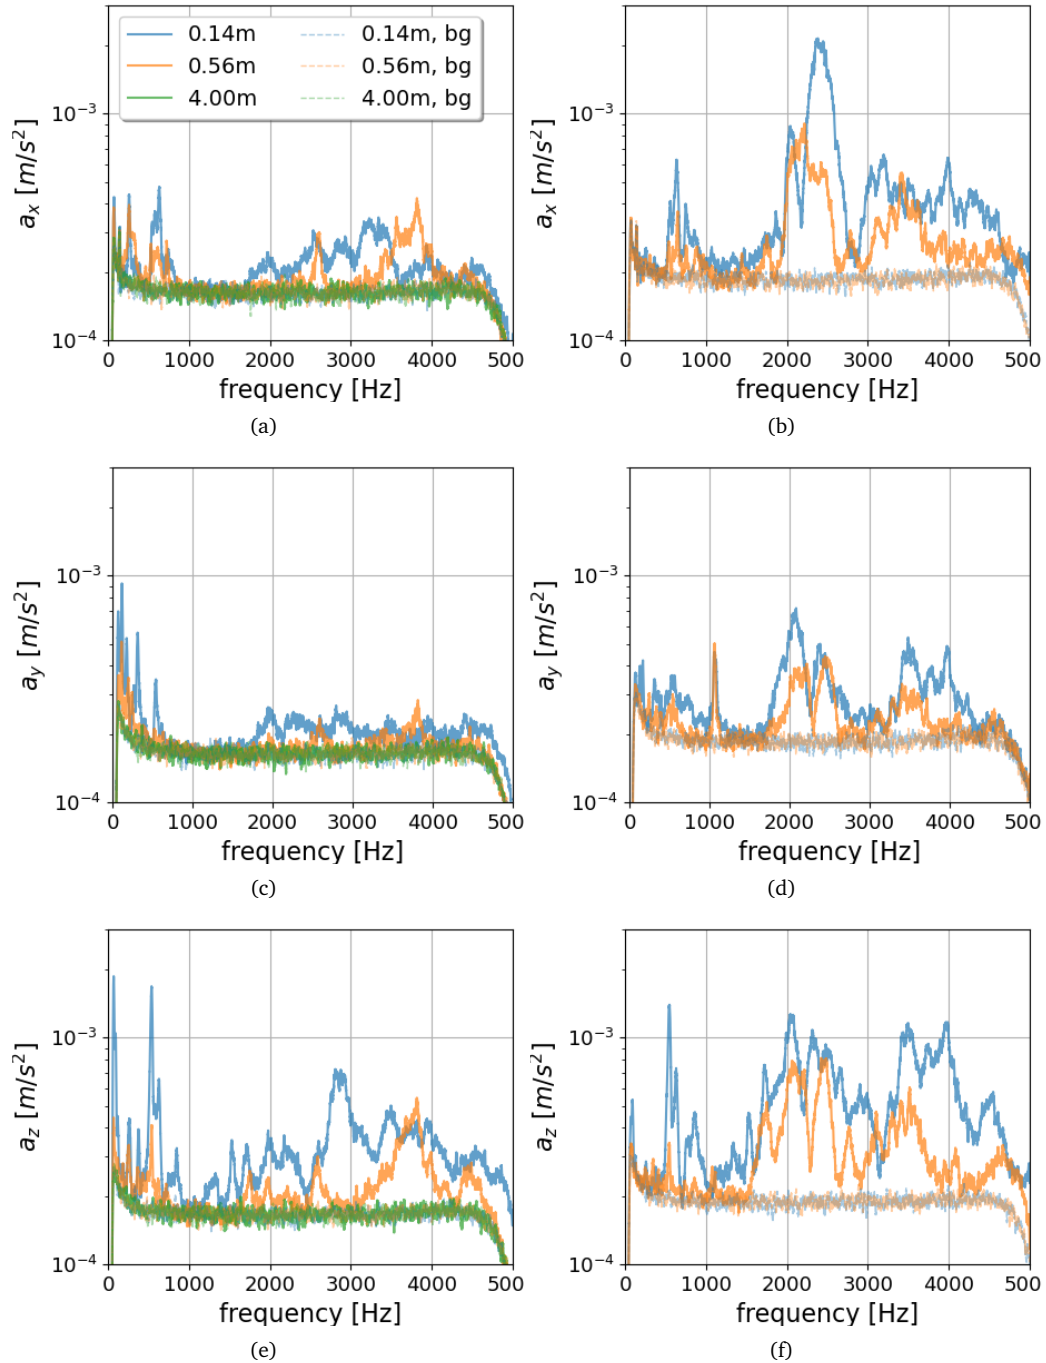 0.14m 0.14m, bg
0.56m 0.56m, bg
4.00m 4.00m, bg
10⁻³
10⁻⁴
aₓ [m/s²]
0 1000 2000 3000 4000 500
frequency [Hz]
(a)
10⁻³
10⁻⁴
aₓ [m/s²]
0 1000 2000 3000 4000 500
frequency [Hz]
(b)
10⁻³
10⁻⁴
a_y [m/s²]
0 1000 2000 3000 4000 500
frequency [Hz]
(c)
10⁻³
10⁻⁴
a_y [m/s²]
0 1000 2000 3000 4000 500
frequency [Hz]
(d)
10⁻³
10⁻⁴
a_z [m/s²]
0 1000 2000 3000 4000 500
frequency [Hz]
(e)
10⁻³
10⁻⁴
a_z [m/s²]
0 1000 2000 3000 4000 500
frequency [Hz]
(f)